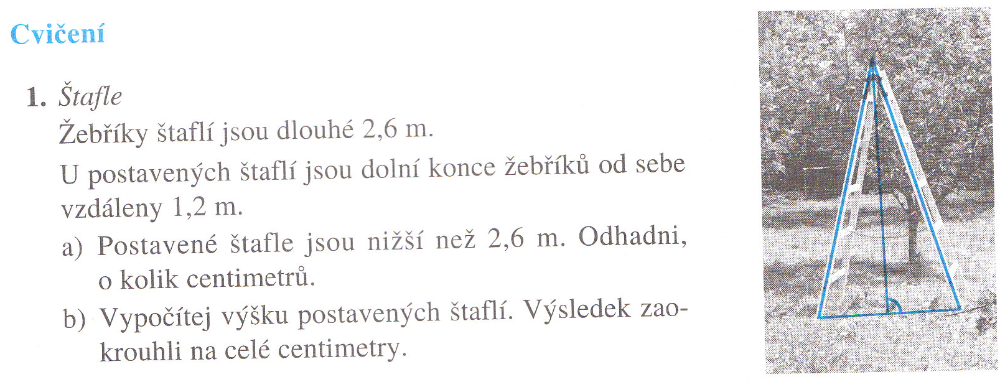 Cvičení
1. Štafle
Žebříky štaflí jsou dlouhé 2,6 m.
U postavených štaflí jsou dolní konce žebříků od sebe
vzdáleny 1,2 m.
a) Postavené štafle jsou nižší než 2,6 m. Odhadni,
o kolik centimetrů.
b) Vypočítej výšku postavených štaflí. Výsledek zao-
krouhli na celé centimetry.